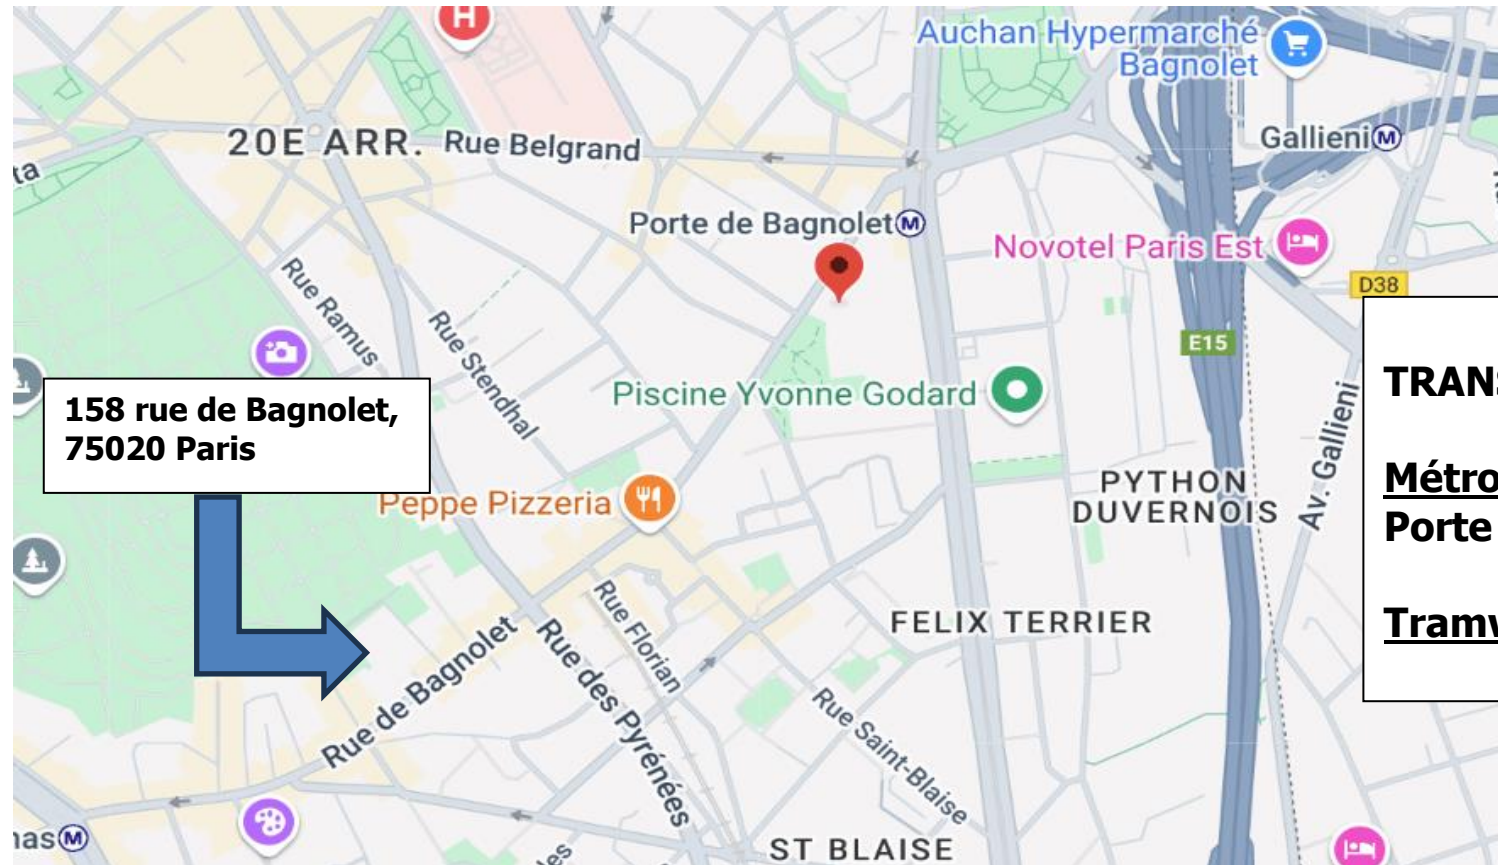 H
Auchan Hypermarché
Bagnolet
20E ARR.
Rue Belgrand
Gallieni M
Porte de Bagnolet M
Novotel Paris Est
D38
Rue Ramus
Rue Stendhal
E15
Piscine Yvonne Godard
Av. Gallieni
158 rue de Bagnolet,
75020 Paris
Peppe Pizzeria
PYTHON
DUVERNOIS
Métro
Porte
FELIX TERRIER
Rue Florian
Rue de Bagnolet
Rue des Pyrénées
Rue Saint-Blaise
M
ST BLAISE